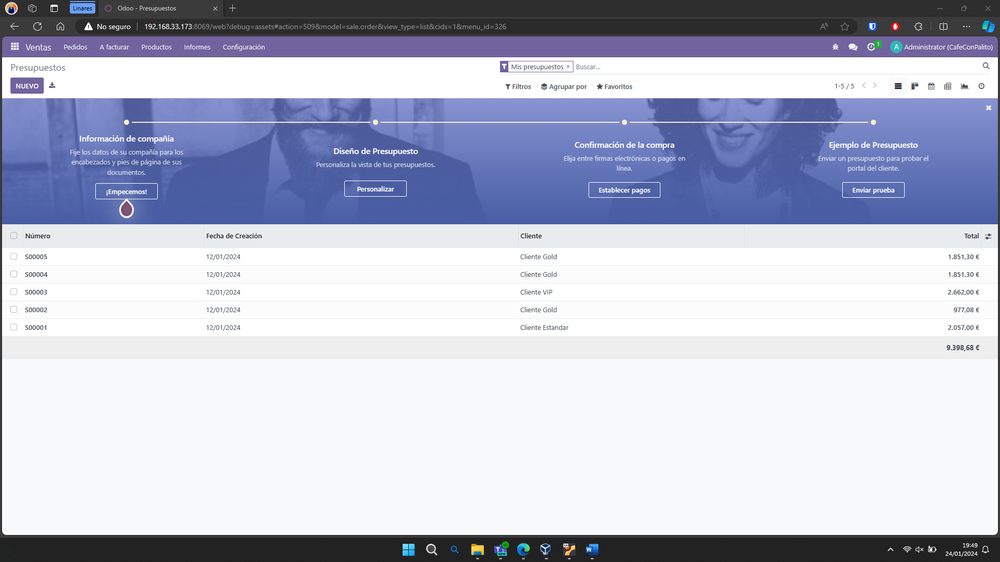 Linares
Odoo - Presupuestos
No seguro
192.168.33.173:8069/web?debug=assets#action=509&model=sale.order&view_type=list&cids=1&menu_id=326
Ventas
Pedidos
A facturar
Productos
Informes
Configuración
1
A
Administrator (CafeConPalito)
Presupuestos
Mis presupuestos ×
Buscar...
NUEVO
Filtros
Agrupar por
Favoritos
1-5 / 5
Información de compañía
Fije los datos de su compañía para los
encabezados y pies de página de sus
documentos.
¡Empecemos!
Diseño de Presupuesto
Personaliza la vista de tus presupuestos.
Personalizar
Confirmación de la compra
Elija entre firmas electrónicas o pagos en
línea.
Establecer pagos
Ejemplo de Presupuesto
Enviar un presupuesto para probar el
portal del cliente.
Enviar prueba
Número Fecha de Creación Cliente Total
S00005 12/01/2024 Cliente Gold 1.851,30 €
S00004 12/01/2024 Cliente Gold 1.851,30 €
S00003 12/01/2024 Cliente VIP 2.662,00 €
S00002 12/01/2024 Cliente Gold 977,08 €
S00001 12/01/2024 Cliente Estandar 2.057,00 €
9.398,68 €
NEW
64
19:49
24/01/2024